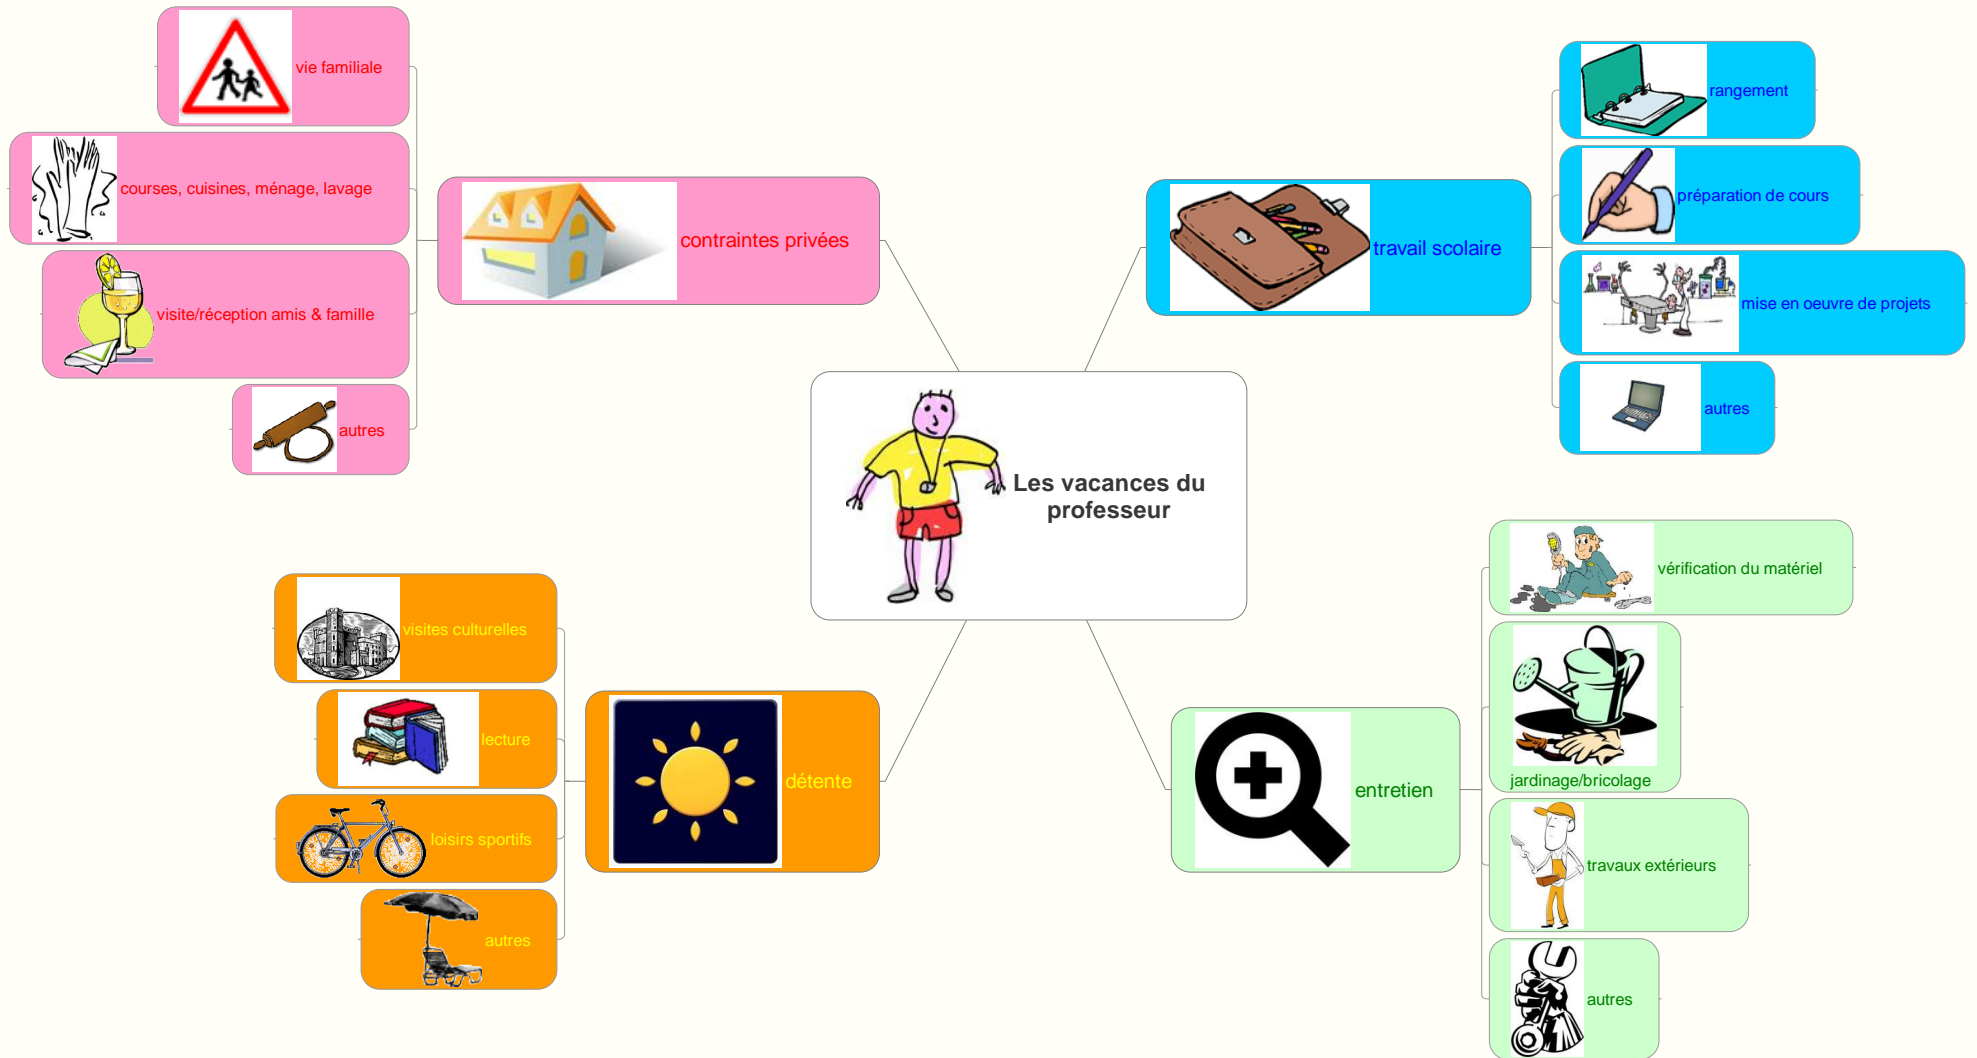 Les vacances du
professeur
contraintes privées
vie familiale
courses, cuisines, ménage, lavage
visite/réception amis & famille
autres
travail scolaire
rangement
préparation de cours
mise en oeuvre de projets
autres
détente
visites culturelles
lecture
loisirs sportifs
autres
entretien
vérification du matériel
jardinage/bricolage
travaux extérieurs
autres